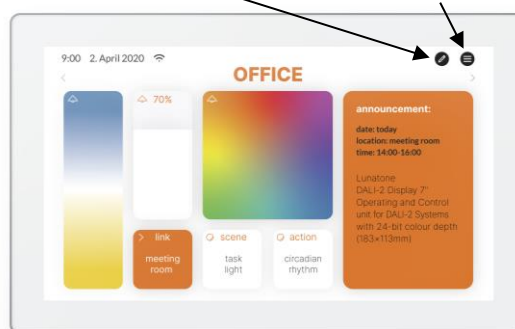 9:00 2. April 2020
OFFICE
70%
announcement:
date: today
location: meeting room
time: 14:00-16:00
Lunatone
DALI-2 Display 7"
Operating and Control
unit for DALI-2 Systems
with 24-bit colour depth
(183×113mm)
link
meeting
room
scene
task
light
action
circadian
rhythm